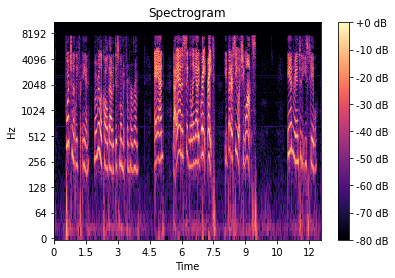 Spectrogram
8192
4096
2048
1024
512
256
128
64
0
Hz
0 1.5 3 4.5 6 7.5 9 10 12
Time
+0 dB
-10 dB
-20 dB
-30 dB
-40 dB
-50 dB
-60 dB
-70 dB
-80 dB